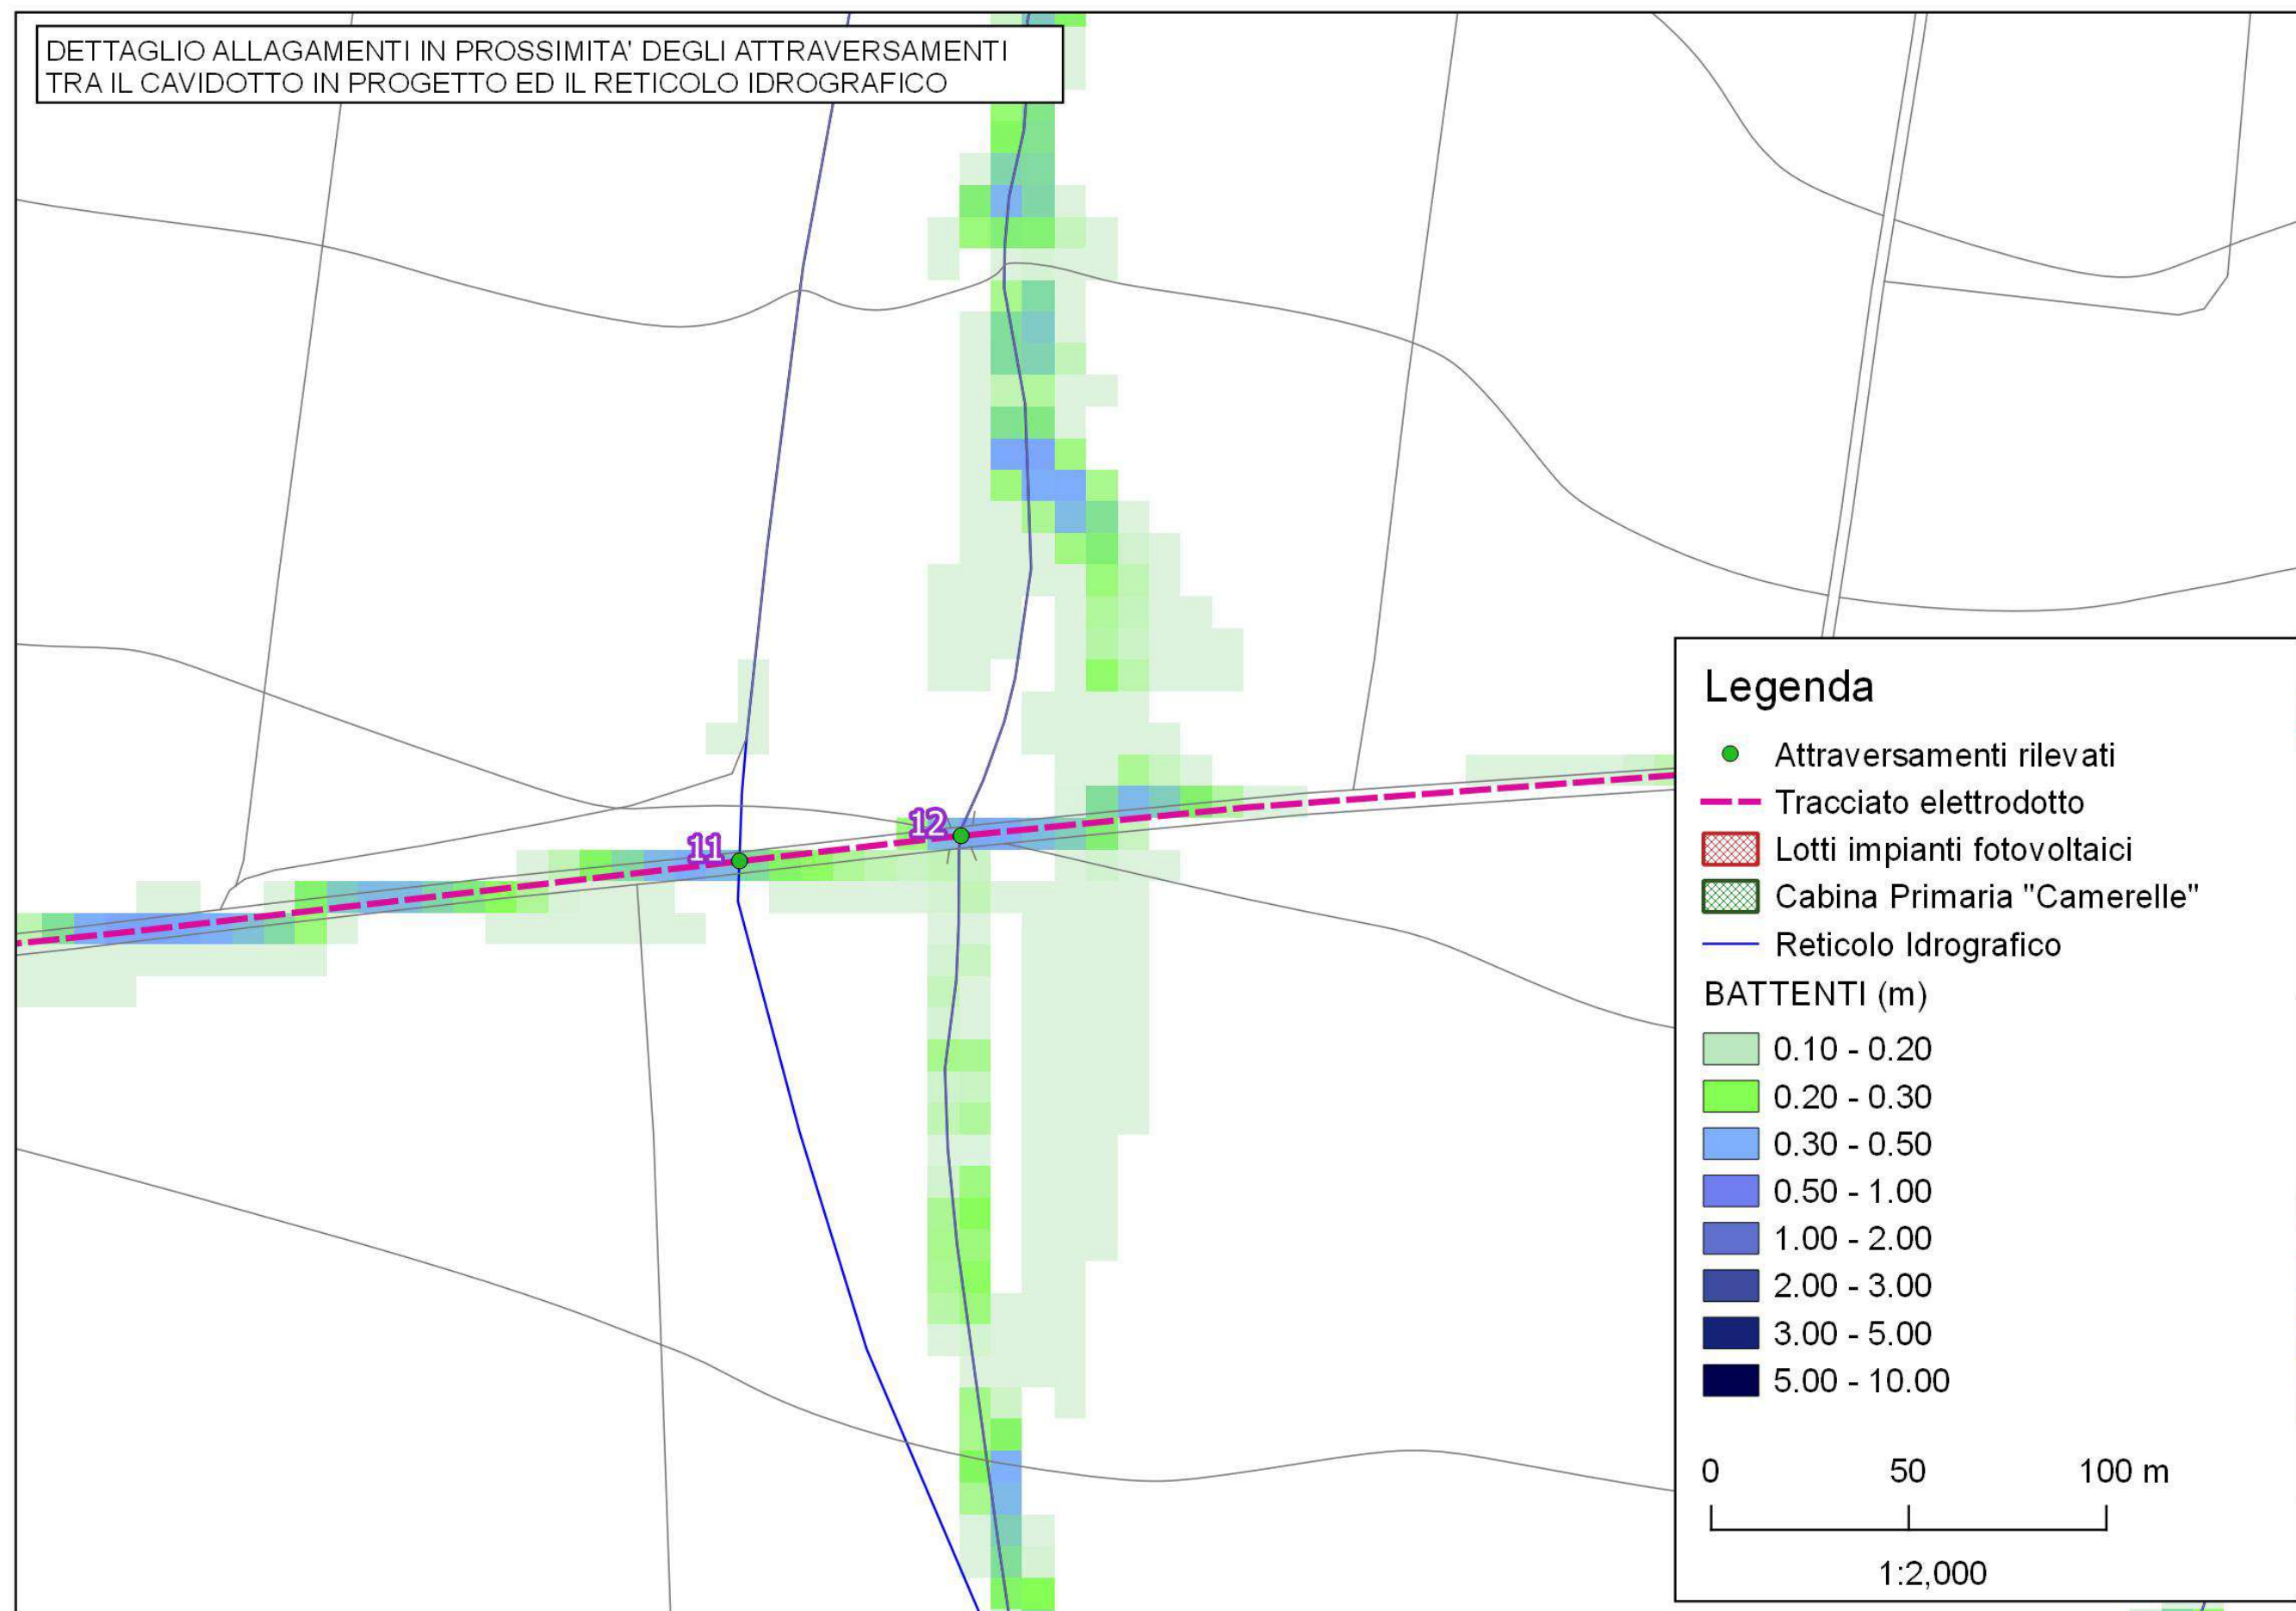 DETTAGLIO ALLAGAMENTI IN PROSSIMITA' DEGLI ATTRAVERSAMENTI
TRA IL CAVIDOTTO IN PROGETTO ED IL RETICOLO IDROGRAFICO
12
11
Legenda
Attraversamenti rilevati
Tracciato elettrodotto
Lotti impianti fotovoltaici
Cabina Primaria "Camerelle"
Reticolo Idrografico
BATTENTI (m)
0.10 - 0.20
0.20 - 0.30
0.30 - 0.50
0.50 - 1.00
1.00 - 2.00
2.00 - 3.00
3.00 - 5.00
5.00 - 10.00
0 50 100 m
1:2,000